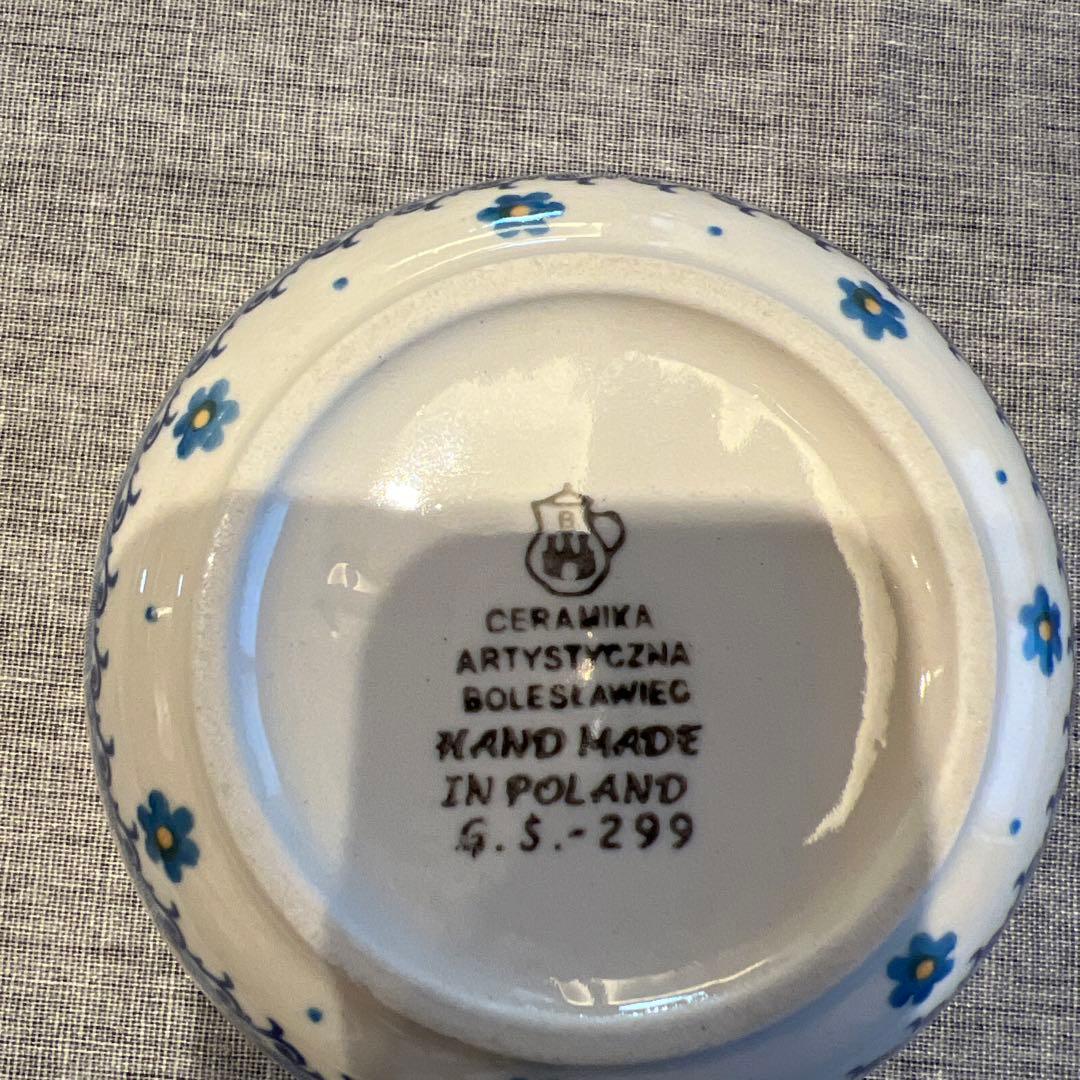 B
CERAMIKA
ARTYSTYCZNA
BOLESŁAWIEC
HAND MADE
IN POLAND
G.S.-299